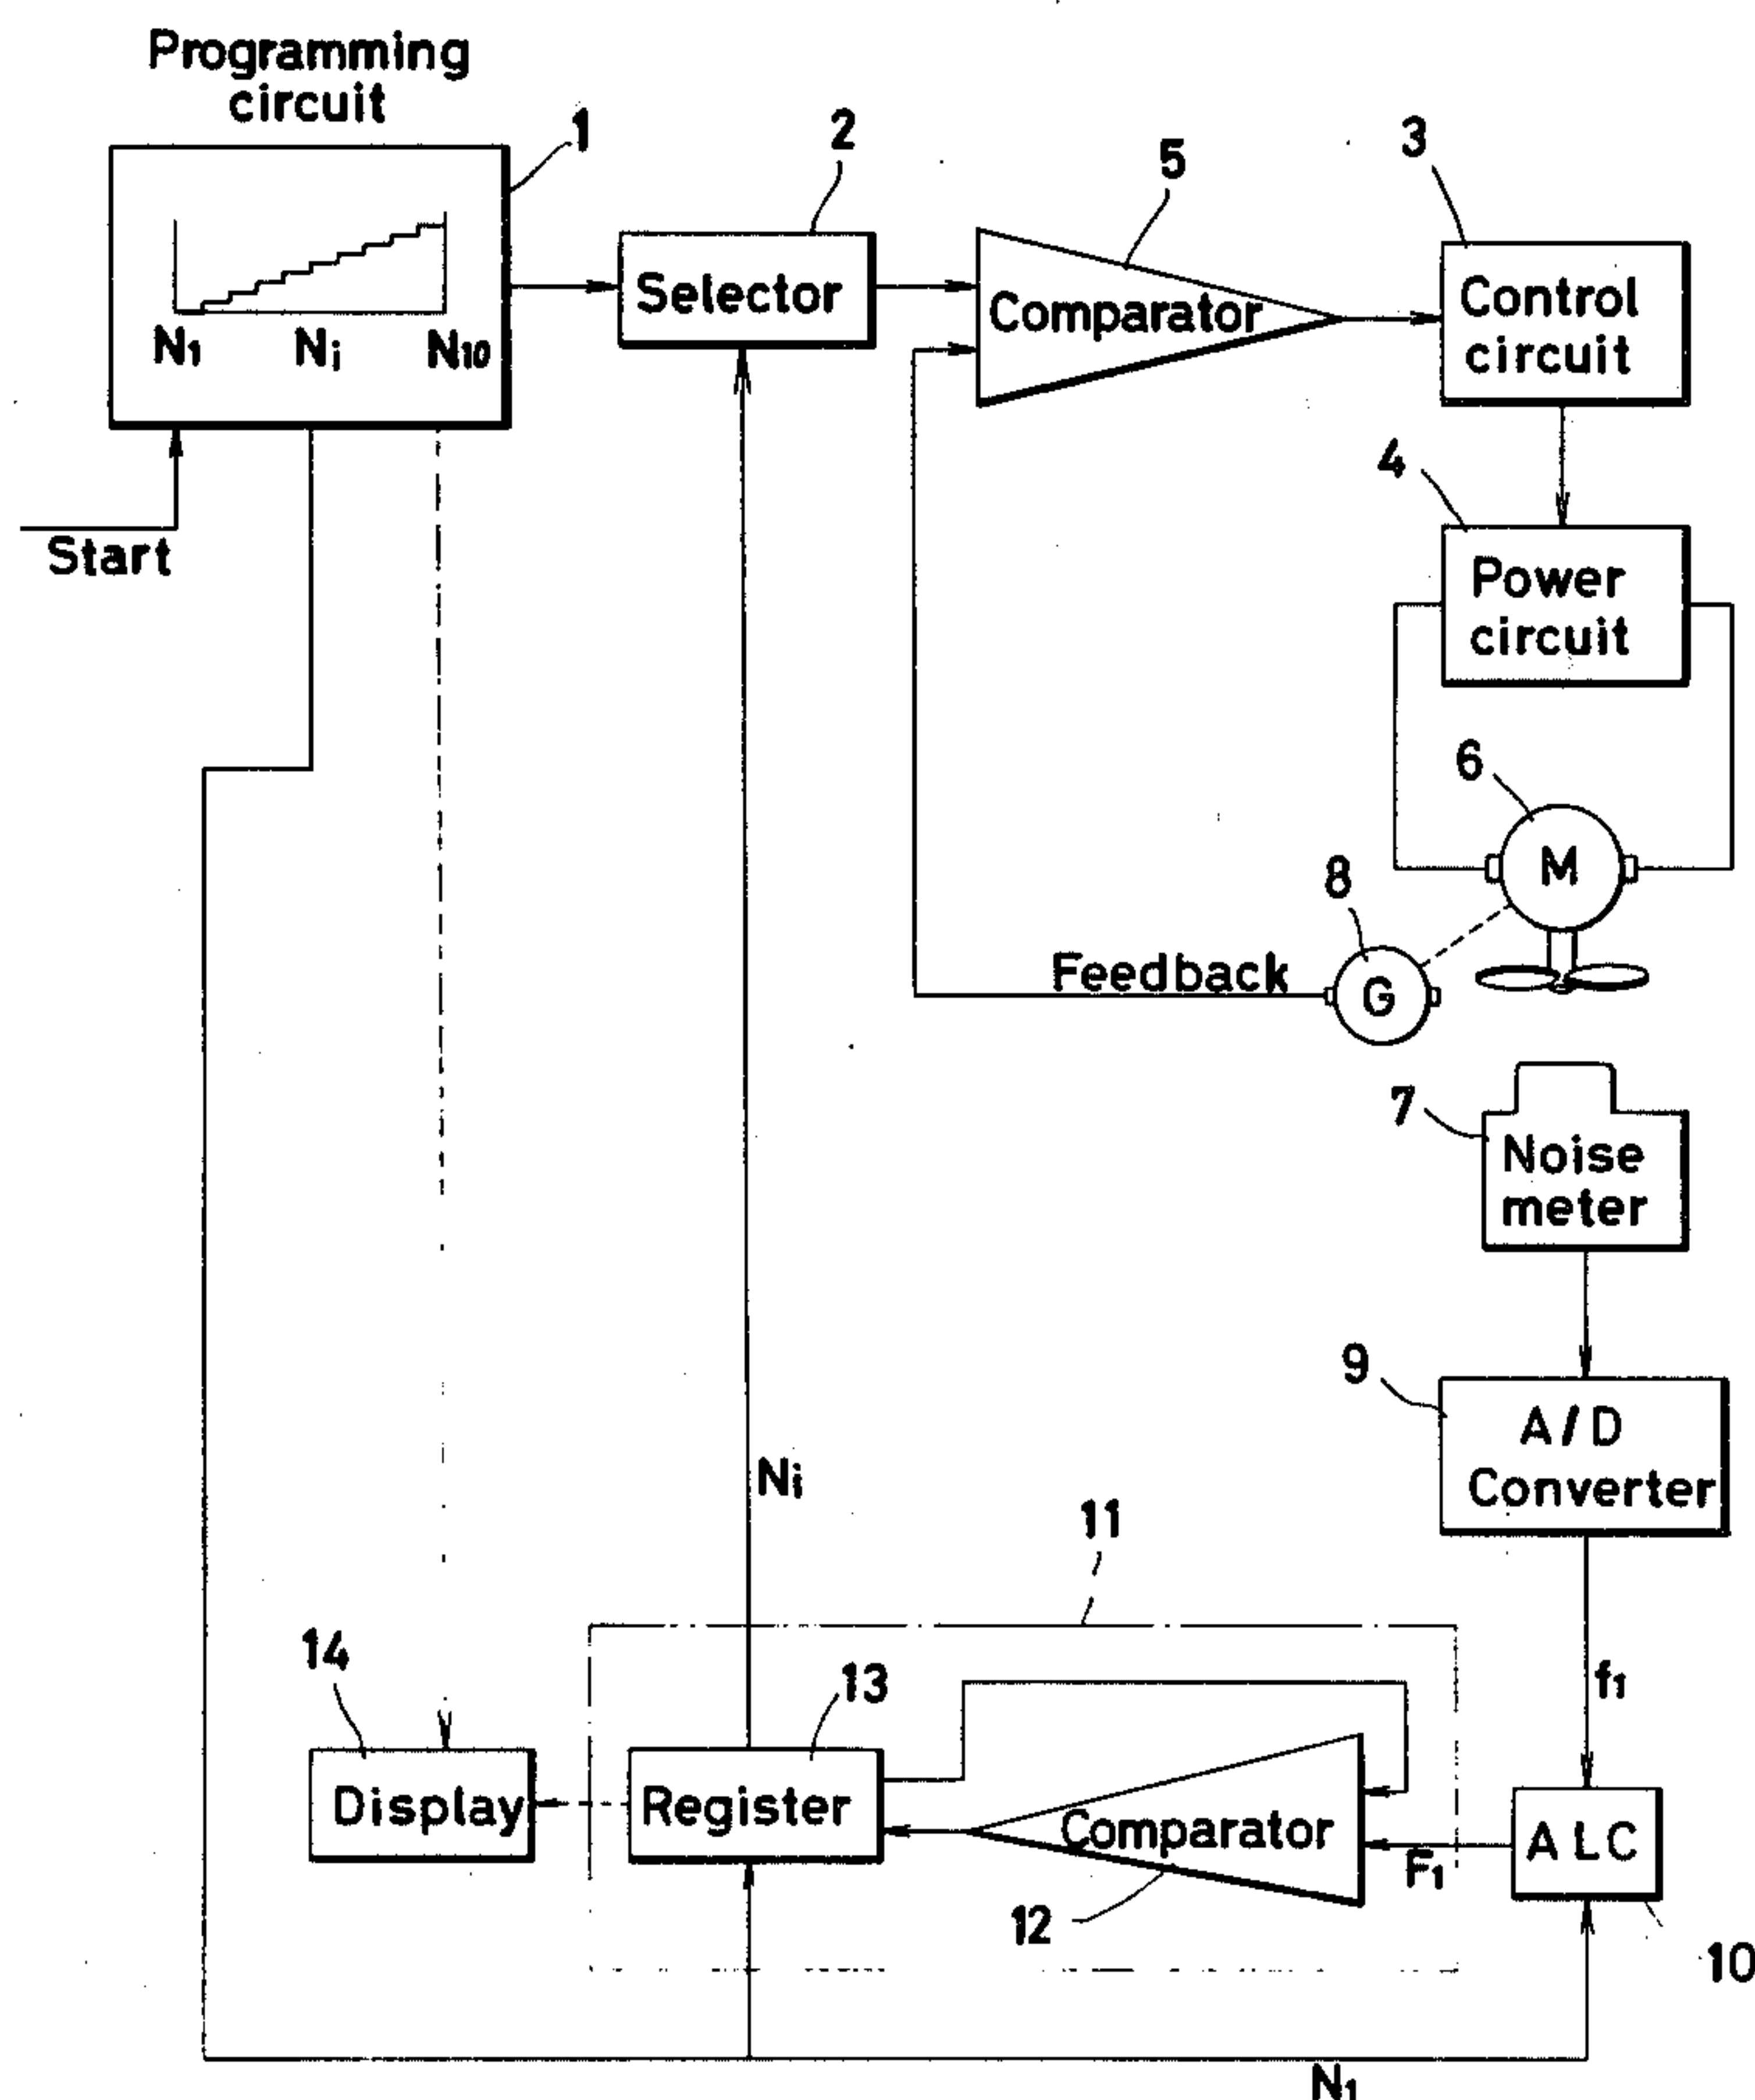 Programming
circuit
1
2
5
3
N1
Ni
N10
Selector
Comparator
Control
circuit
4
Start
Power
circuit
6
M
8
Feedback
G
7
Noise
meter
9
A/D
Converter
Ni
11
f1
14
13
Display
Register
Comparator
F1
ALC
12
10
N1